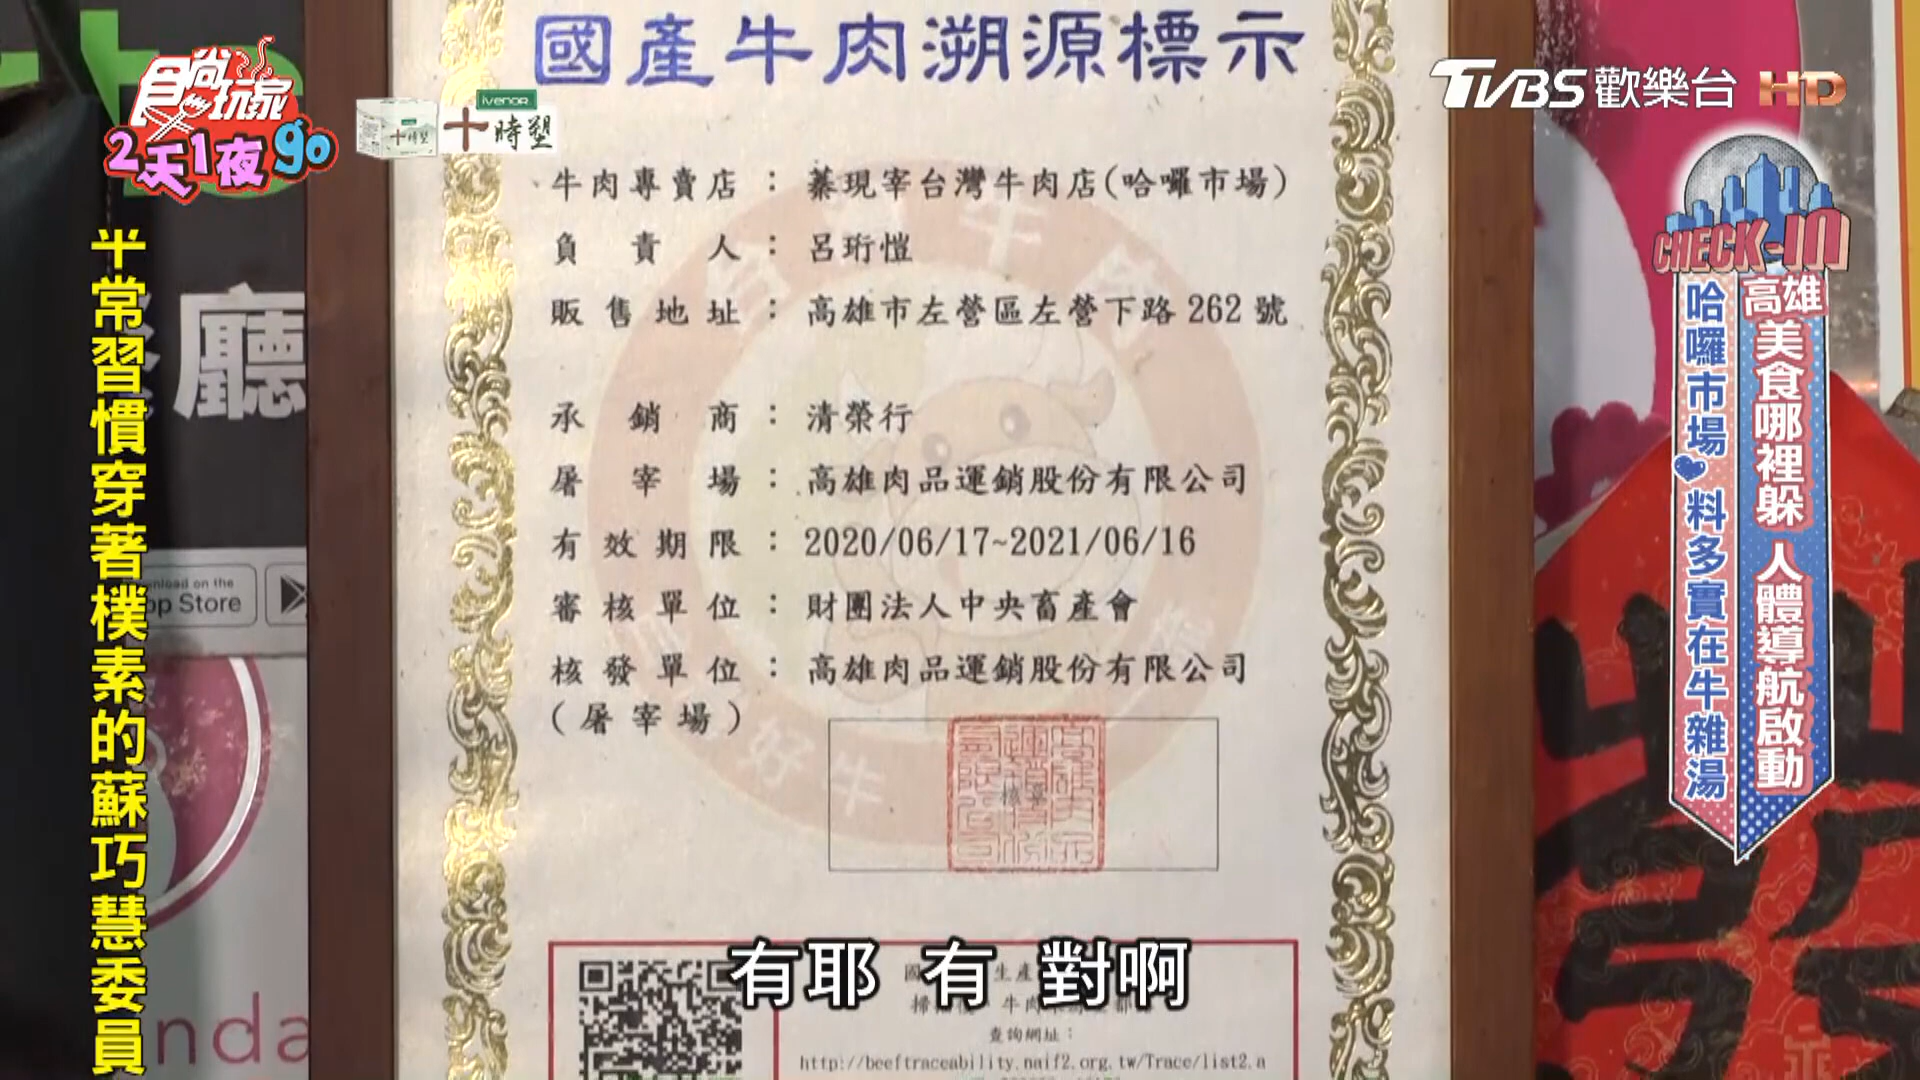 國產牛肉溯源標示
牛肉專賣店：蓁現宰台灣牛肉店(哈囉市場)
負責人：呂珩愷
販售地址：高雄市左營區左營下路262號
承銷商：清榮行
屠宰場：高雄肉品運銷股份有限公司
有效期限：2020/06/17~2021/06/16
審核單位：財團法人中央畜產會
核發單位：高雄肉品運銷股份有限公司
(屠宰場)
好牛
查詢網址：
http://beeftraceability.naif2.org.tw/Trace/list2.a
有耶 有 對啊
食尚玩家
2天1夜go
ivenor
十時塑
TVBS歡樂台 HD
CHECK-IN
高雄美食哪裡躲 人體導航啟動
哈囉市場 料多實在牛雜湯
常習慣穿著樸素的蘇巧慧委員
廳
Download on the
App Store
nda